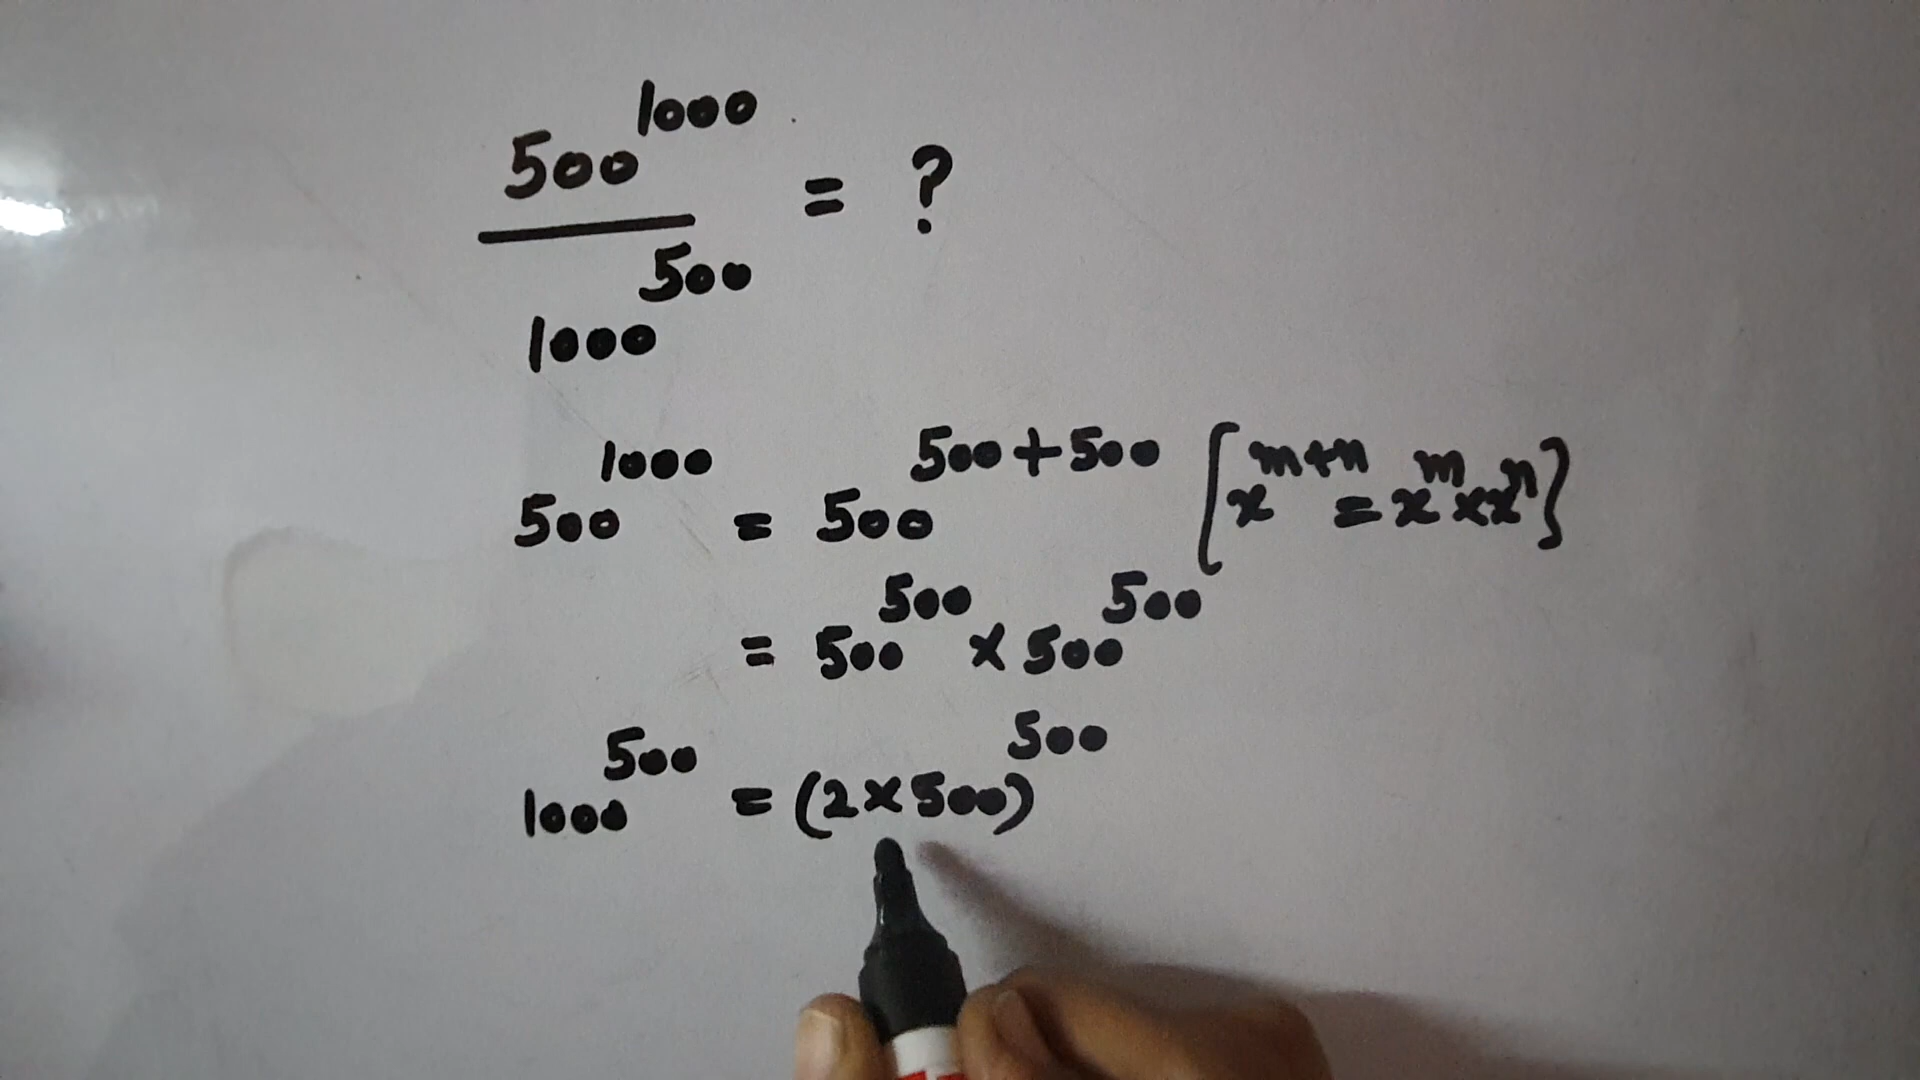 500^1000 / 1000^500 = ?
500^1000 = 500^500+500 [x^m+n = x^m × x^n}
= 500^500 × 500^500
1000^500 = (2×500)^500